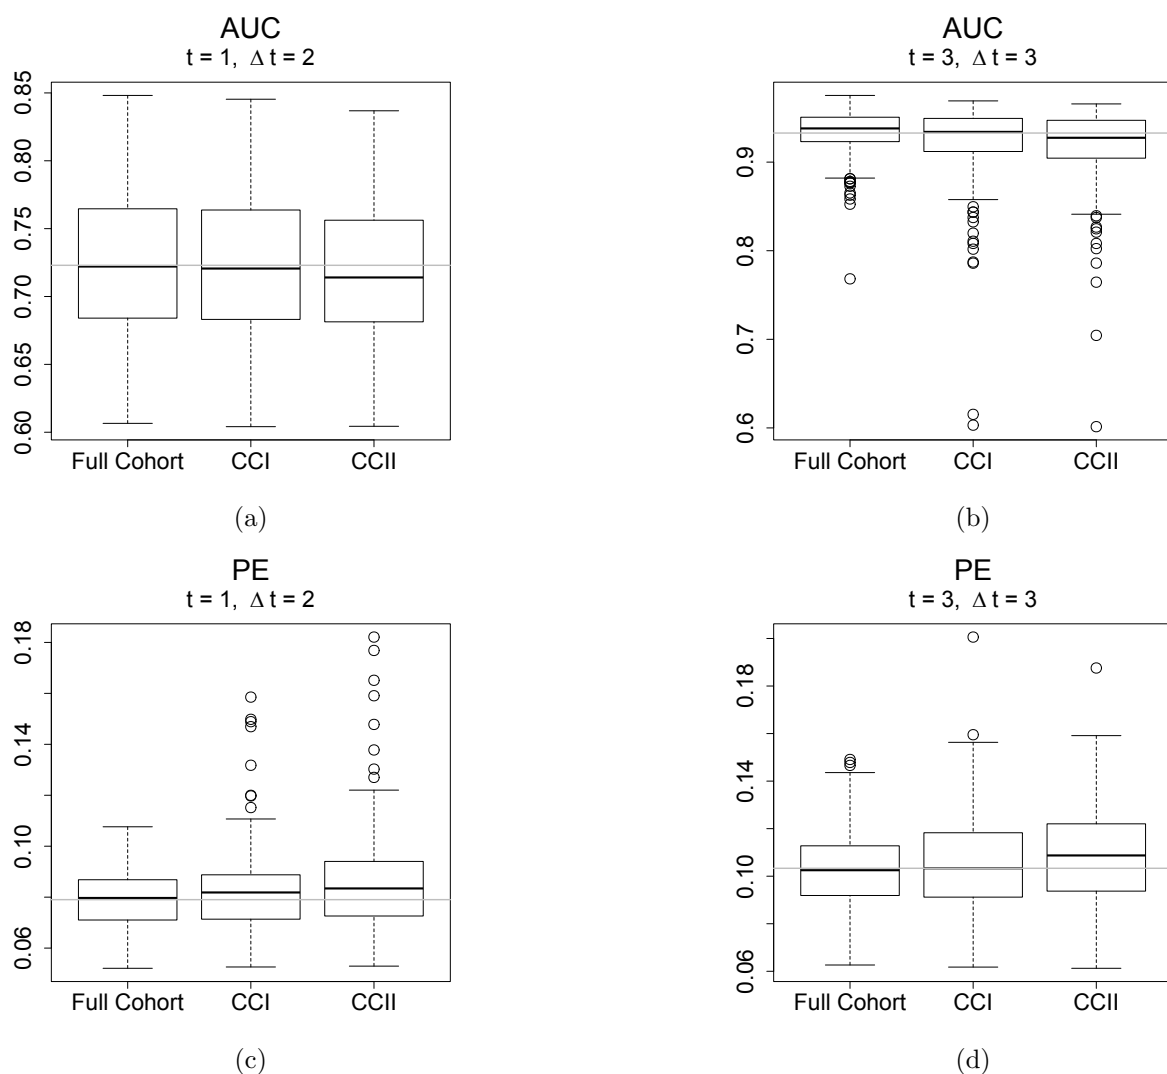 AUC
t = 1, Δ t = 2
0.85
0.80
0.75
0.70
0.65
0.60
Full Cohort CCI CCII
(a)
AUC
t = 3, Δ t = 3
0.9
0.8
0.7
0.6
Full Cohort CCI CCII
(b)
PE
t = 1, Δ t = 2
0.18
0.14
0.10
0.06
Full Cohort CCI CCII
(c)
PE
t = 3, Δ t = 3
0.18
0.14
0.10
0.06
Full Cohort CCI CCII
(d)